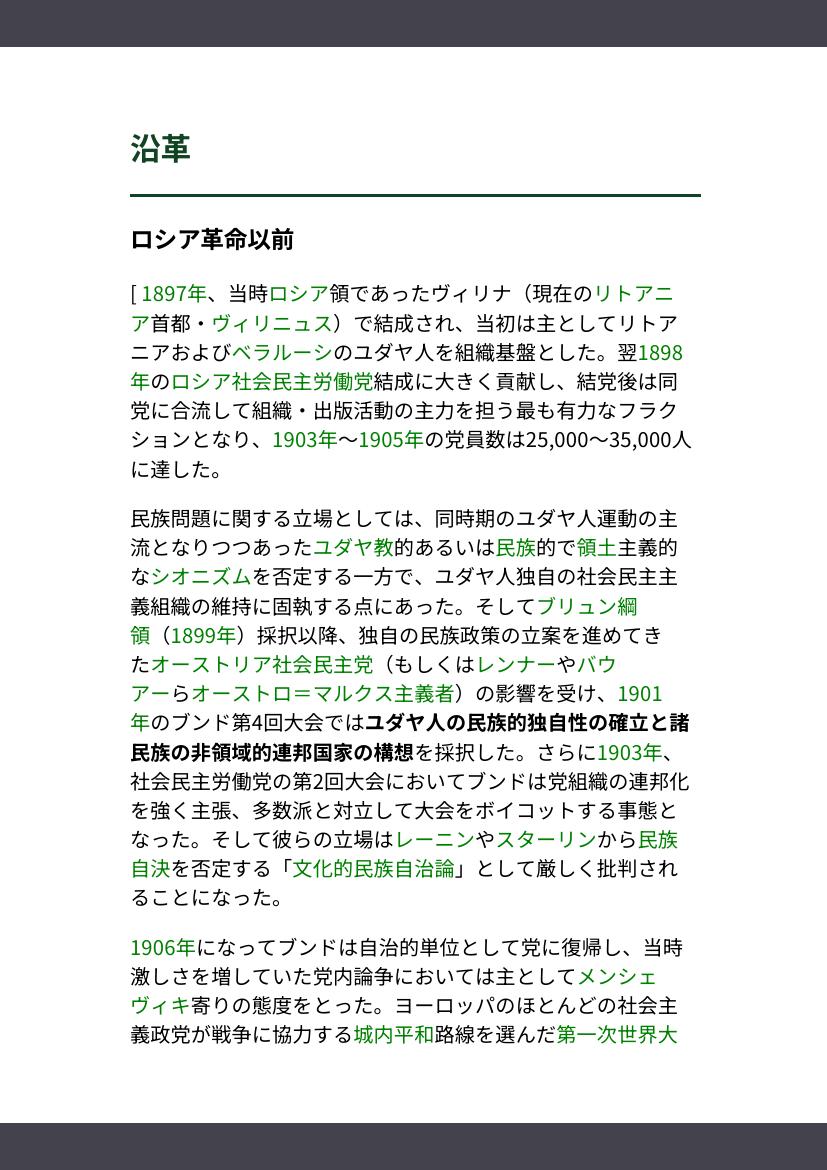 沿革
ロシア革命以前
[ 1897年、当時ロシア領であったヴィリナ（現在のリトアニ
ア首都・ヴィリニュス）で結成され、当初は主としてリトア
ニアおよびベラルーシのユダヤ人を組織基盤とした。翌1898
年のロシア社会民主労働党結成に大きく貢献し、結党後は同
党に合流して組織・出版活動の主力を担う最も有力なフラク
ションとなり、1903年〜1905年の党員数は25,000〜35,000人
に達した。
民族問題に関する立場としては、同時期のユダヤ人運動の主
流となりつつあったユダヤ教的あるいは民族的で領土主義的
なシオニズムを否定する一方で、ユダヤ人独自の社会民主主
義組織の維持に固執する点にあった。そしてブリュン綱
領（1899年）採択以降、独自の民族政策の立案を進めてき
たオーストリア社会民主党（もしくはレンナーやバウ
アーらオーストロ＝マルクス主義者）の影響を受け、1901
年のブンド第4回大会ではユダヤ人の民族的独自性の確立と諸
民族の非領域的連邦国家の構想を採択した。さらに1903年、
社会民主労働党の第2回大会においてブンドは党組織の連邦化
を強く主張、多数派と対立して大会をボイコットする事態と
なった。そして彼らの立場はレーニンやスターリンから民族
自決を否定する「文化的民族自治論」として厳しく批判され
ることになった。
1906年になってブンドは自治的単位として党に復帰し、当時
激しさを増していた党内論争においては主としてメンシェ
ヴィキ寄りの態度をとった。ヨーロッパのほとんどの社会主
義政党が戦争に協力する城内平和路線を選んだ第一次世界大